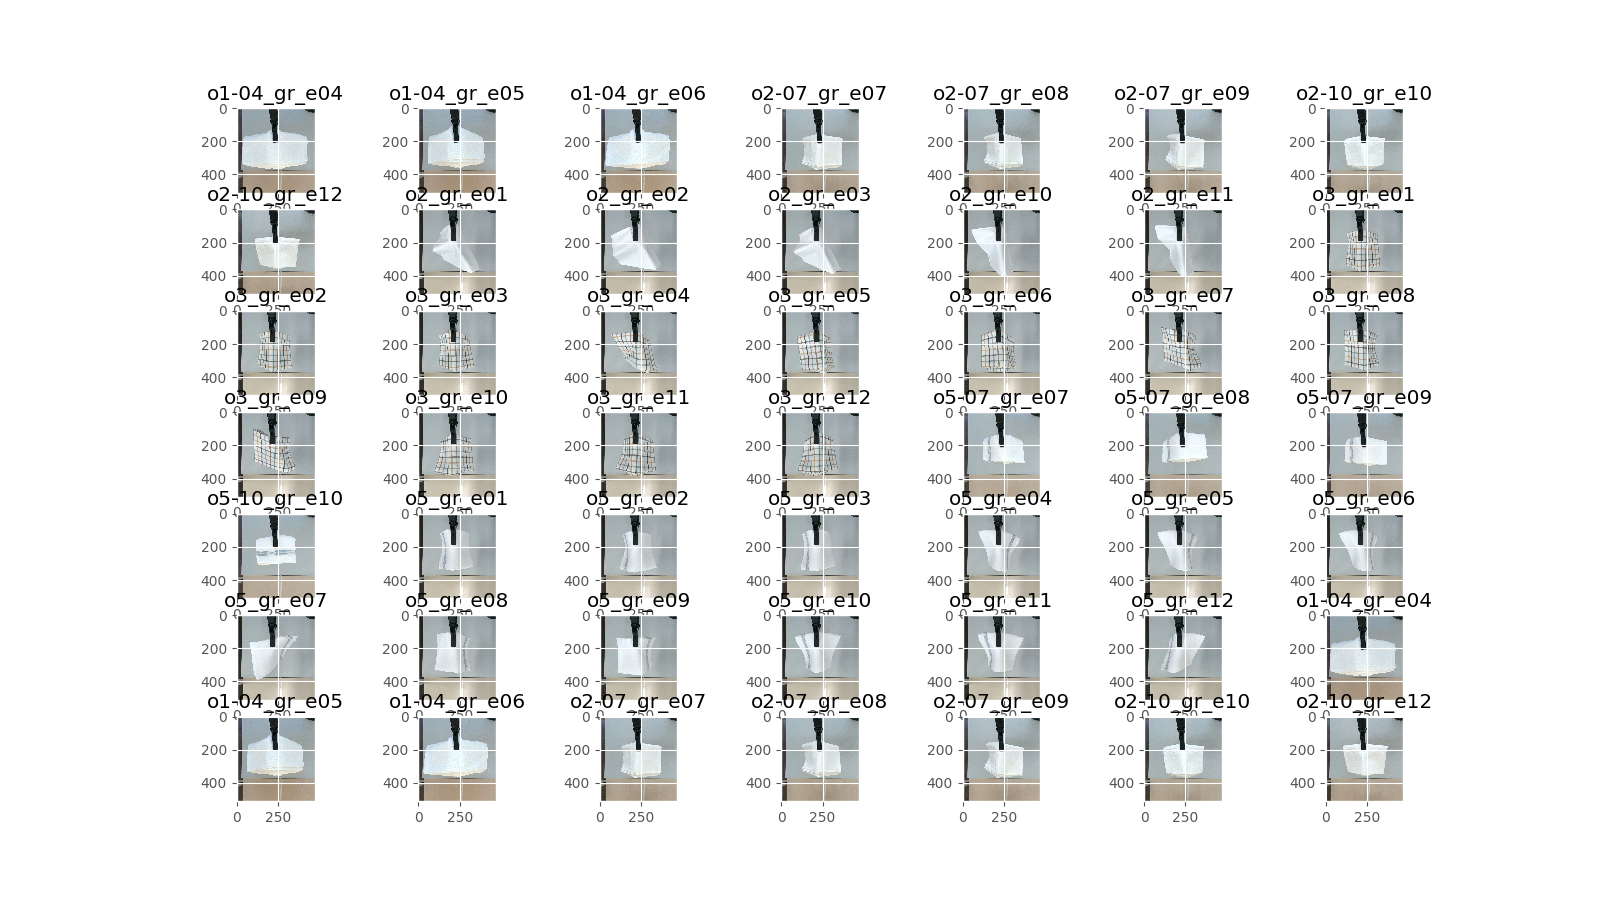 o1-04_gr_e04 o1-04_gr_e05 o1-04_gr_e06 o2-07_gr_e07 o2-07_gr_e08 o2-07_gr_e09 o2-10_gr_e10
0 0 0 0 0 0 0
200 200 200 200 200 200 200
400 400 400 400 400 400 400
o2-10_gr_e12 o2_gr_e01 o2_gr_e02 o2_gr_e03 o2_gr_e10 o2_gr_e11 o3_gr_e01
0 0 0 0 0 0 0
200 200 200 200 200 200 200
400 400 400 400 400 400 400
o3_gr_e02 o3_gr_e03 o3_gr_e04 o3_gr_e05 o3_gr_e06 o3_gr_e07 o3_gr_e08
0 0 0 0 0 0 0
200 200 200 200 200 200 200
400 400 400 400 400 400 400
o3_gr_e09 o3_gr_e10 o3_gr_e11 o3_gr_e12 o5-07_gr_e07 o5-07_gr_e08 o5-07_gr_e09
0 0 0 0 0 0 0
200 200 200 200 200 200 200
400 400 400 400 400 400 400
o5-10_gr_e10 o5_gr_e01 o5_gr_e02 o5_gr_e03 o5_gr_e04 o5_gr_e05 o5_gr_e06
0 0 0 0 0 0 0
200 200 200 200 200 200 200
400 400 400 400 400 400 400
o5_gr_e07 o5_gr_e08 o5_gr_e09 o5_gr_e10 o5_gr_e11 o5_gr_e12 o1-04_gr_e04
0 0 0 0 0 0 0
200 200 200 200 200 200 200
400 400 400 400 400 400 400
o1-04_gr_e05 o1-04_gr_e06 o2-07_gr_e07 o2-07_gr_e08 o2-07_gr_e09 o2-10_gr_e10 o2-10_gr_e12
0 0 0 0 0 0 0
200 200 200 200 200 200 200
400 400 400 400 400 400 400
0 250 0 250 0 250 0 250 0 250 0 250 0 250